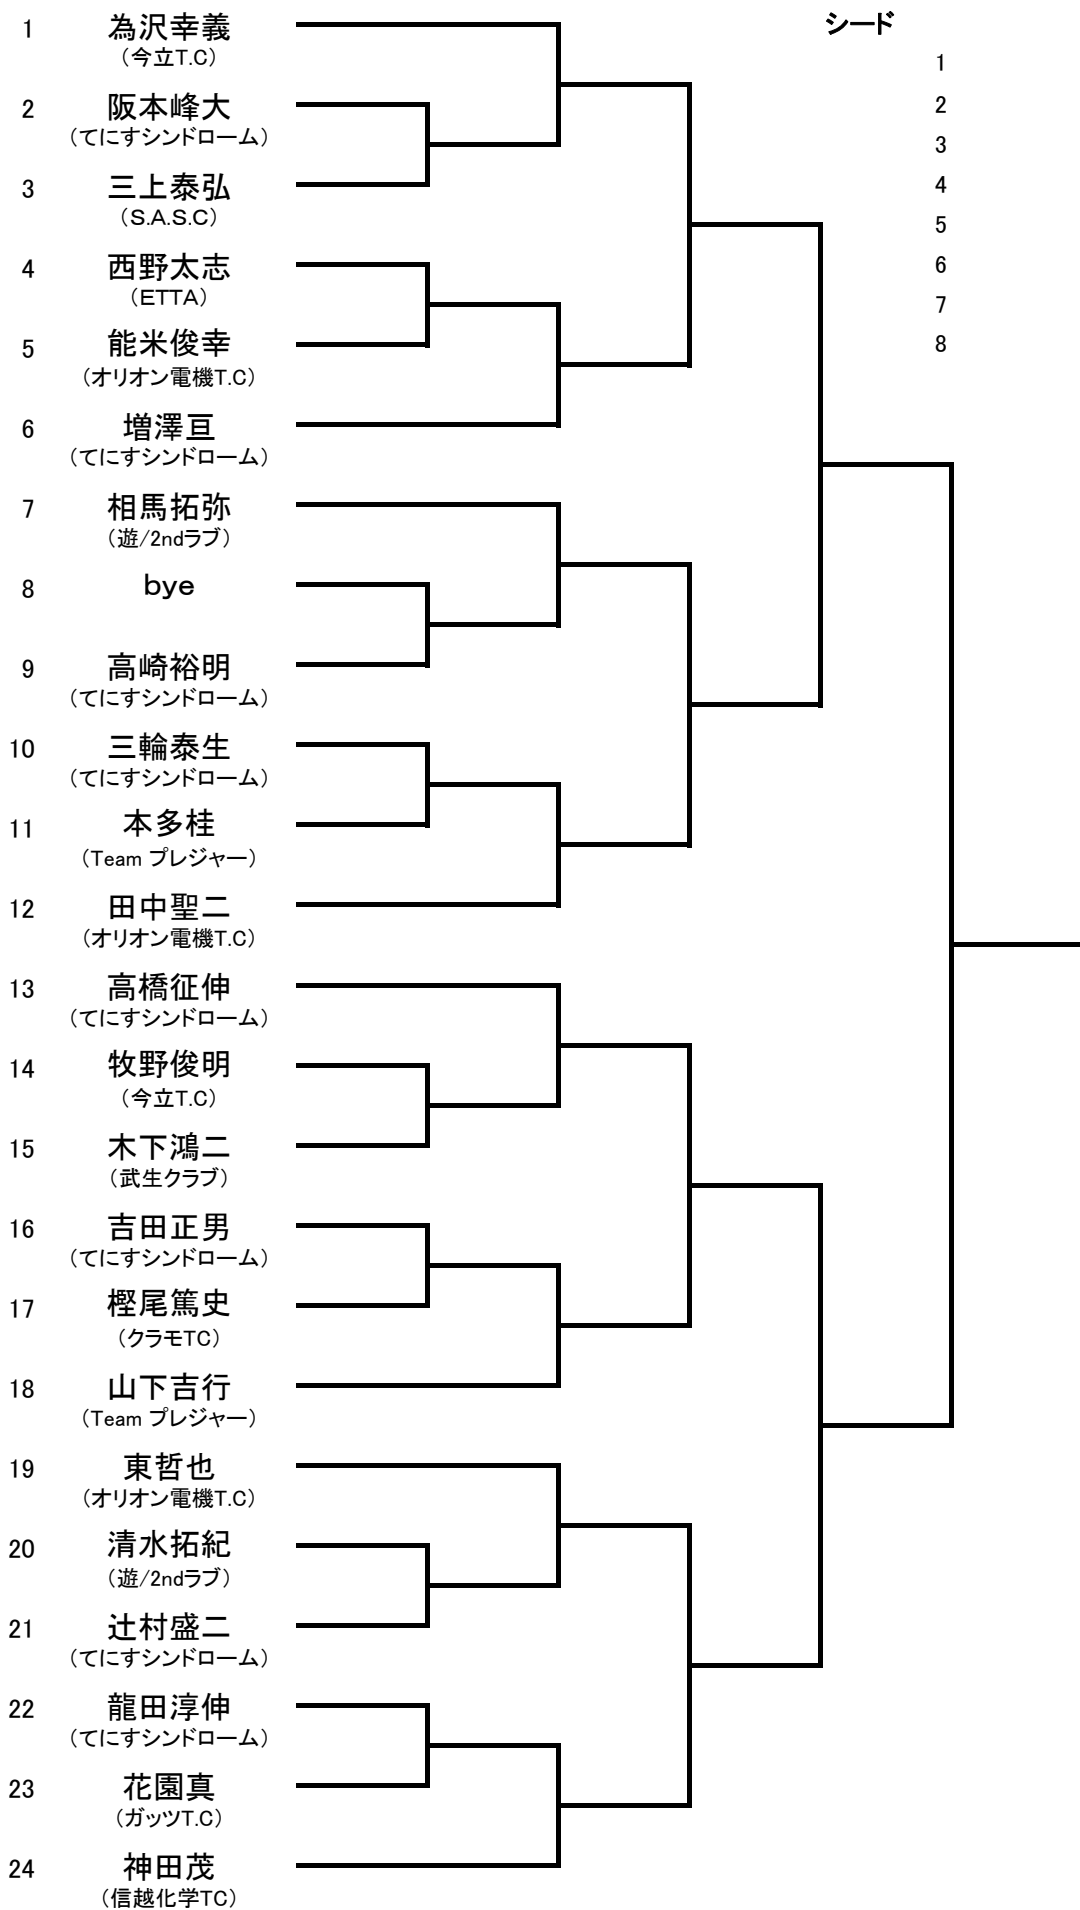 1 為沢幸義
（今立T.C）
2 阪本峰大
（てにすシンドローム）
3 三上泰弘
（S.A.S.C）
4 西野太志
（ETTA）
5 能米俊幸
（オリオン電機T.C）
6 増澤亘
（てにすシンドローム）
7 相馬拓弥
（遊/2ndラブ）
8 bye
9 高崎裕明
（てにすシンドローム）
10 三輪泰生
（てにすシンドローム）
11 本多桂
（Team プレジャー）
12 田中聖二
（オリオン電機T.C）
13 高橋征伸
（てにすシンドローム）
14 牧野俊明
（今立T.C）
15 木下鴻二
（武生クラブ）
16 吉田正男
（てにすシンドローム）
17 樫尾篤史
（クラモTC）
18 山下吉行
（Team プレジャー）
19 東哲也
（オリオン電機T.C）
20 清水拓紀
（遊/2ndラブ）
21 辻村盛二
（てにすシンドローム）
22 龍田淳伸
（てにすシンドローム）
23 花園真
（ガッツT.C）
24 神田茂
（信越化学TC）
シード
1
2
3
4
5
6
7
8